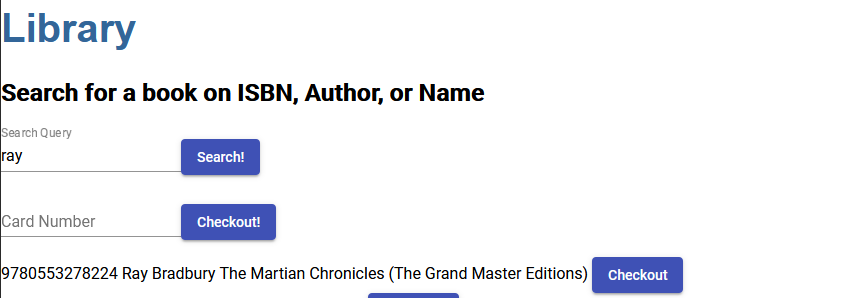 Library
Search for a book on ISBN, Author, or Name
Search Query
ray
Search!
Card Number
Checkout!
9780553278224 Ray Bradbury The Martian Chronicles (The Grand Master Editions)
Checkout